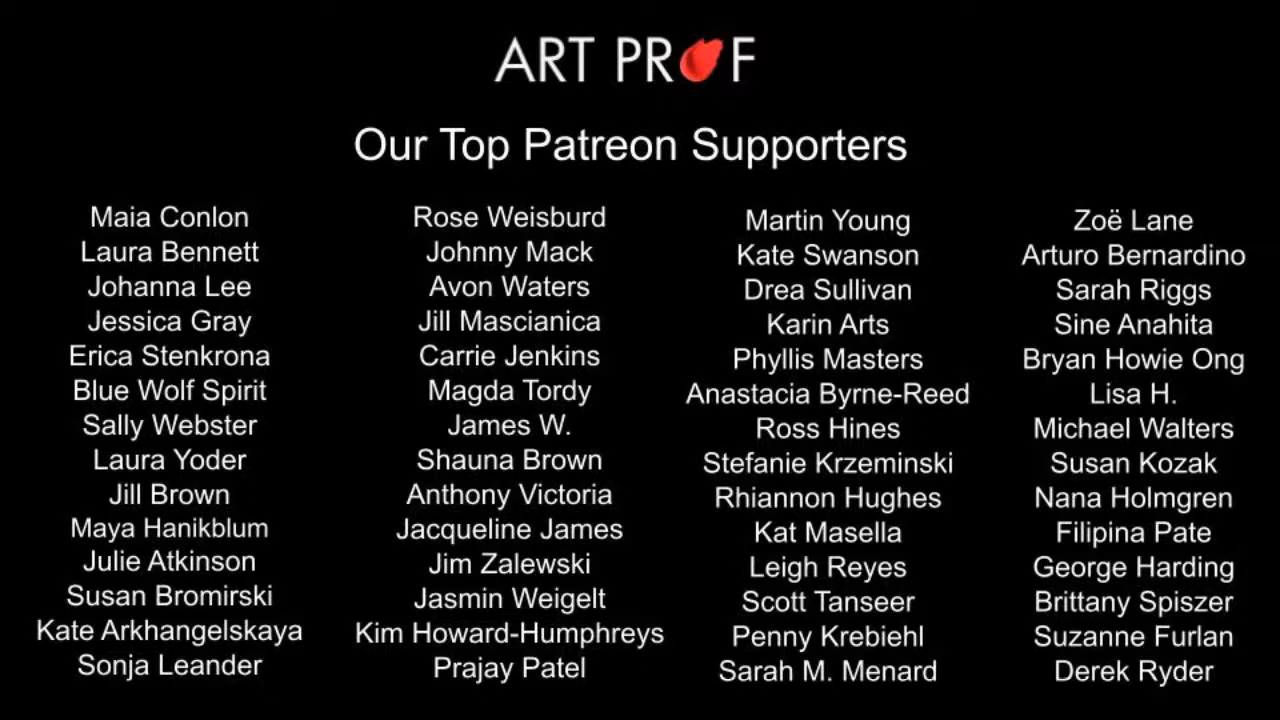 ART PROF
Our Top Patreon Supporters
Maia Conlon
Laura Bennett
Johanna Lee
Jessica Gray
Erica Stenkrona
Blue Wolf Spirit
Sally Webster
Laura Yoder
Jill Brown
Maya Hanikblum
Julie Atkinson
Susan Bromirski
Kate Arkhangelskaya
Sonja Leander
Rose Weisburd
Johnny Mack
Avon Waters
Jill Mascianica
Carrie Jenkins
Magda Tordy
James W.
Shauna Brown
Anthony Victoria
Jacqueline James
Jim Zalewski
Jasmin Weigelt
Kim Howard-Humphreys
Prajay Patel
Martin Young
Kate Swanson
Drea Sullivan
Karin Arts
Phyllis Masters
Anastacia Byrne-Reed
Ross Hines
Stefanie Krzeminski
Rhiannon Hughes
Kat Masella
Leigh Reyes
Scott Tanseer
Penny Krebiehl
Sarah M. Menard
Zoë Lane
Arturo Bernardino
Sarah Riggs
Sine Anahita
Bryan Howie Ong
Lisa H.
Michael Walters
Susan Kozak
Nana Holmgren
Filipina Pate
George Harding
Brittany Spiszer
Suzanne Furlan
Derek Ryder